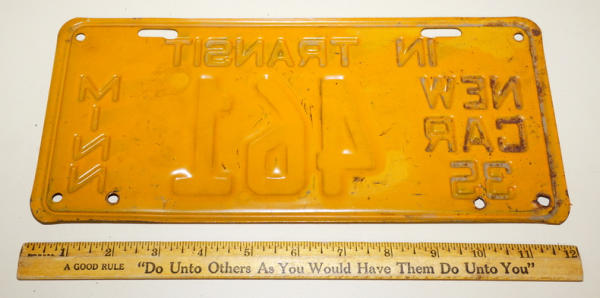 IN TRANSIT
NEW
CAR
35
461
MINN
1 2 3 4 5 6 7 8 9 10 11 12
A GOOD RULE "Do Unto Others As You Would Have Them Do Unto You"